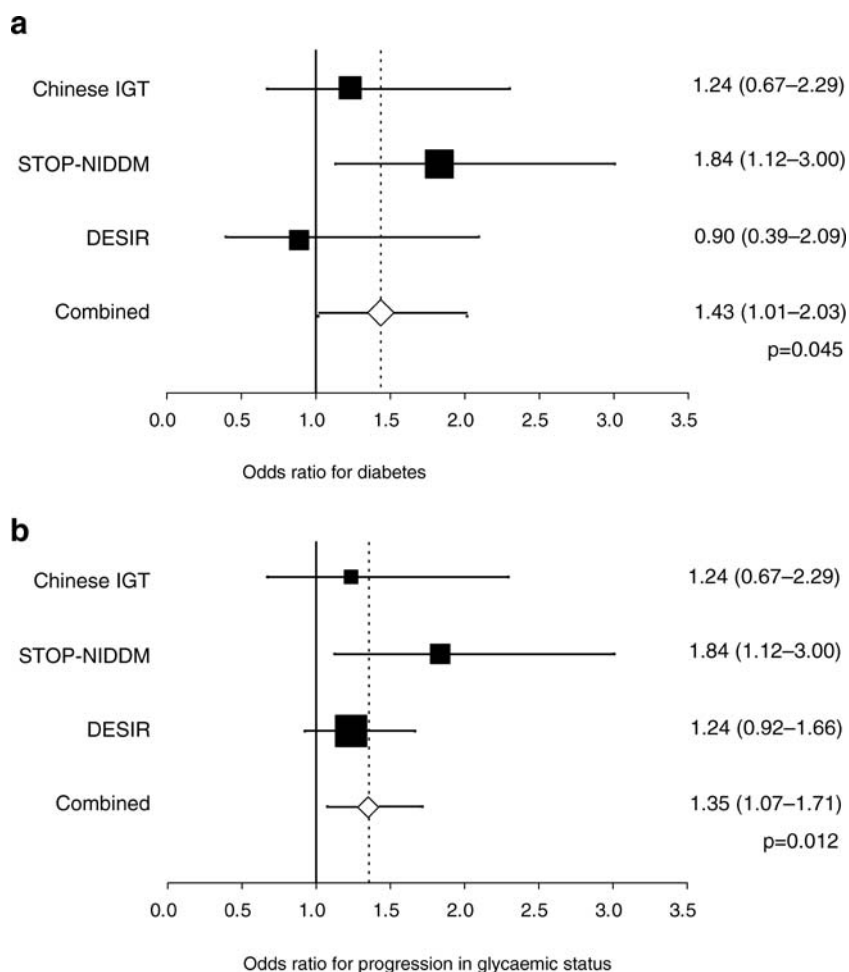 a
Chinese IGT 1.24 (0.67–2.29)
STOP-NIDDM 1.84 (1.12–3.00)
DESIR 0.90 (0.39–2.09)
Combined 1.43 (1.01–2.03)
p=0.045
0.0 0.5 1.0 1.5 2.0 2.5 3.0 3.5
Odds ratio for diabetes
b
Chinese IGT 1.24 (0.67–2.29)
STOP-NIDDM 1.84 (1.12–3.00)
DESIR 1.24 (0.92–1.66)
Combined 1.35 (1.07–1.71)
p=0.012
0.0 0.5 1.0 1.5 2.0 2.5 3.0 3.5
Odds ratio for progression in glycaemic status